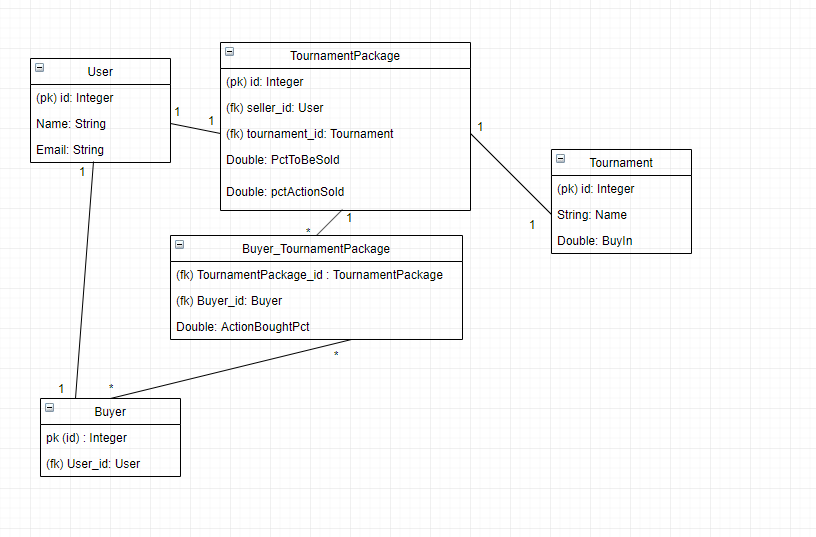 User
(pk) id: Integer
Name: String
Email: String
1
1
1
TournamentPackage
(pk) id: Integer
(fk) seller_id: User
(fk) tournament_id: Tournament
Double: PctToBeSold
Double: pctActionSold
1
1
Tournament
(pk) id: Integer
String: Name
Double: BuyIn
1
*
Buyer_TournamentPackage
(fk) TournamentPackage_id : TournamentPackage
(fk) Buyer_id: Buyer
Double: ActionBoughtPct
*
1
*
Buyer
pk (id) : Integer
(fk) User_id: User